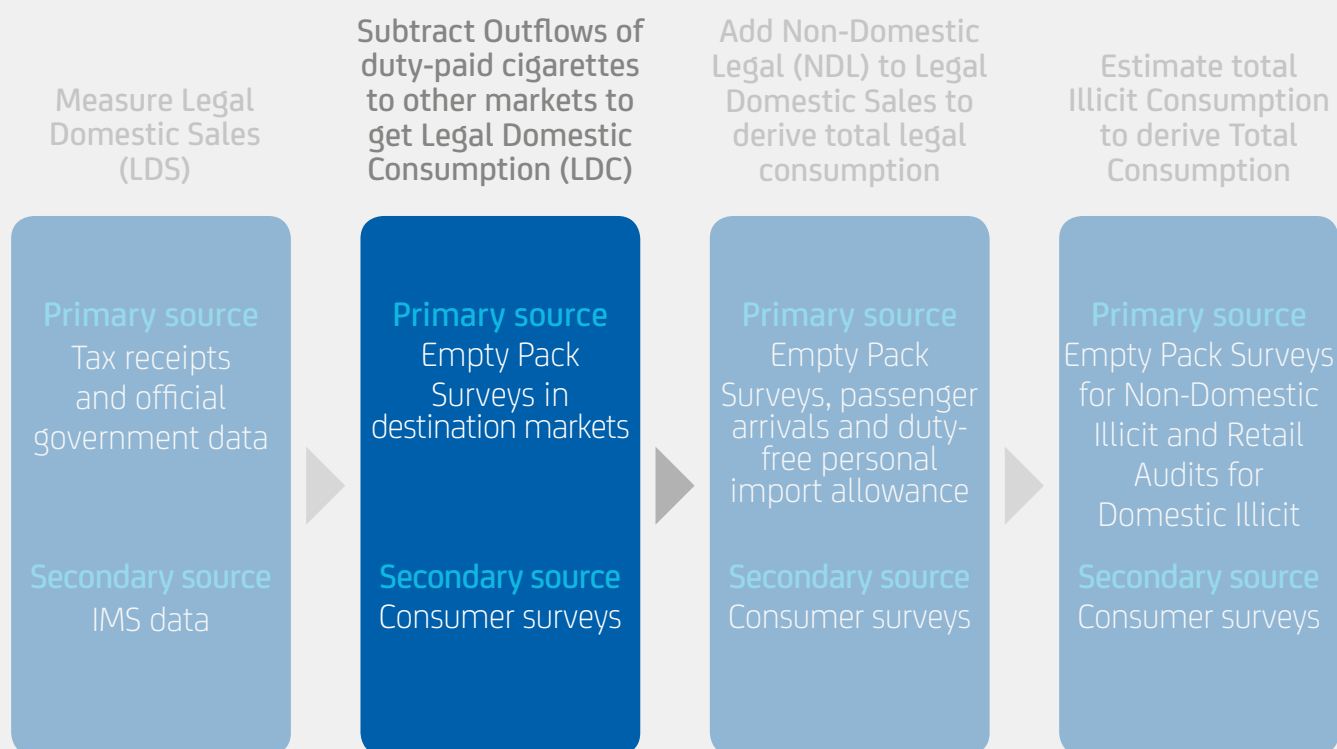 Measure Legal
Domestic Sales
(LDS)
Subtract Outflows of
duty-paid cigarettes
to other markets to
get Legal Domestic
Consumption (LDC)
Add Non-Domestic
Legal (NDL) to Legal
Domestic Sales to
derive total legal
consumption
Estimate total
Illicit Consumption
to derive Total
Consumption
Primary source
Tax receipts
and official
government data
Secondary source
IMS data
Primary source
Empty Pack
Surveys in
destination markets
Secondary source
Consumer surveys
Primary source
Empty Pack
Surveys, passenger
arrivals and duty-
free personal
import allowance
Secondary source
Consumer surveys
Primary source
Empty Pack Surveys
for Non-Domestic
Illicit and Retail
Audits for
Domestic Illicit
Secondary source
Consumer surveys